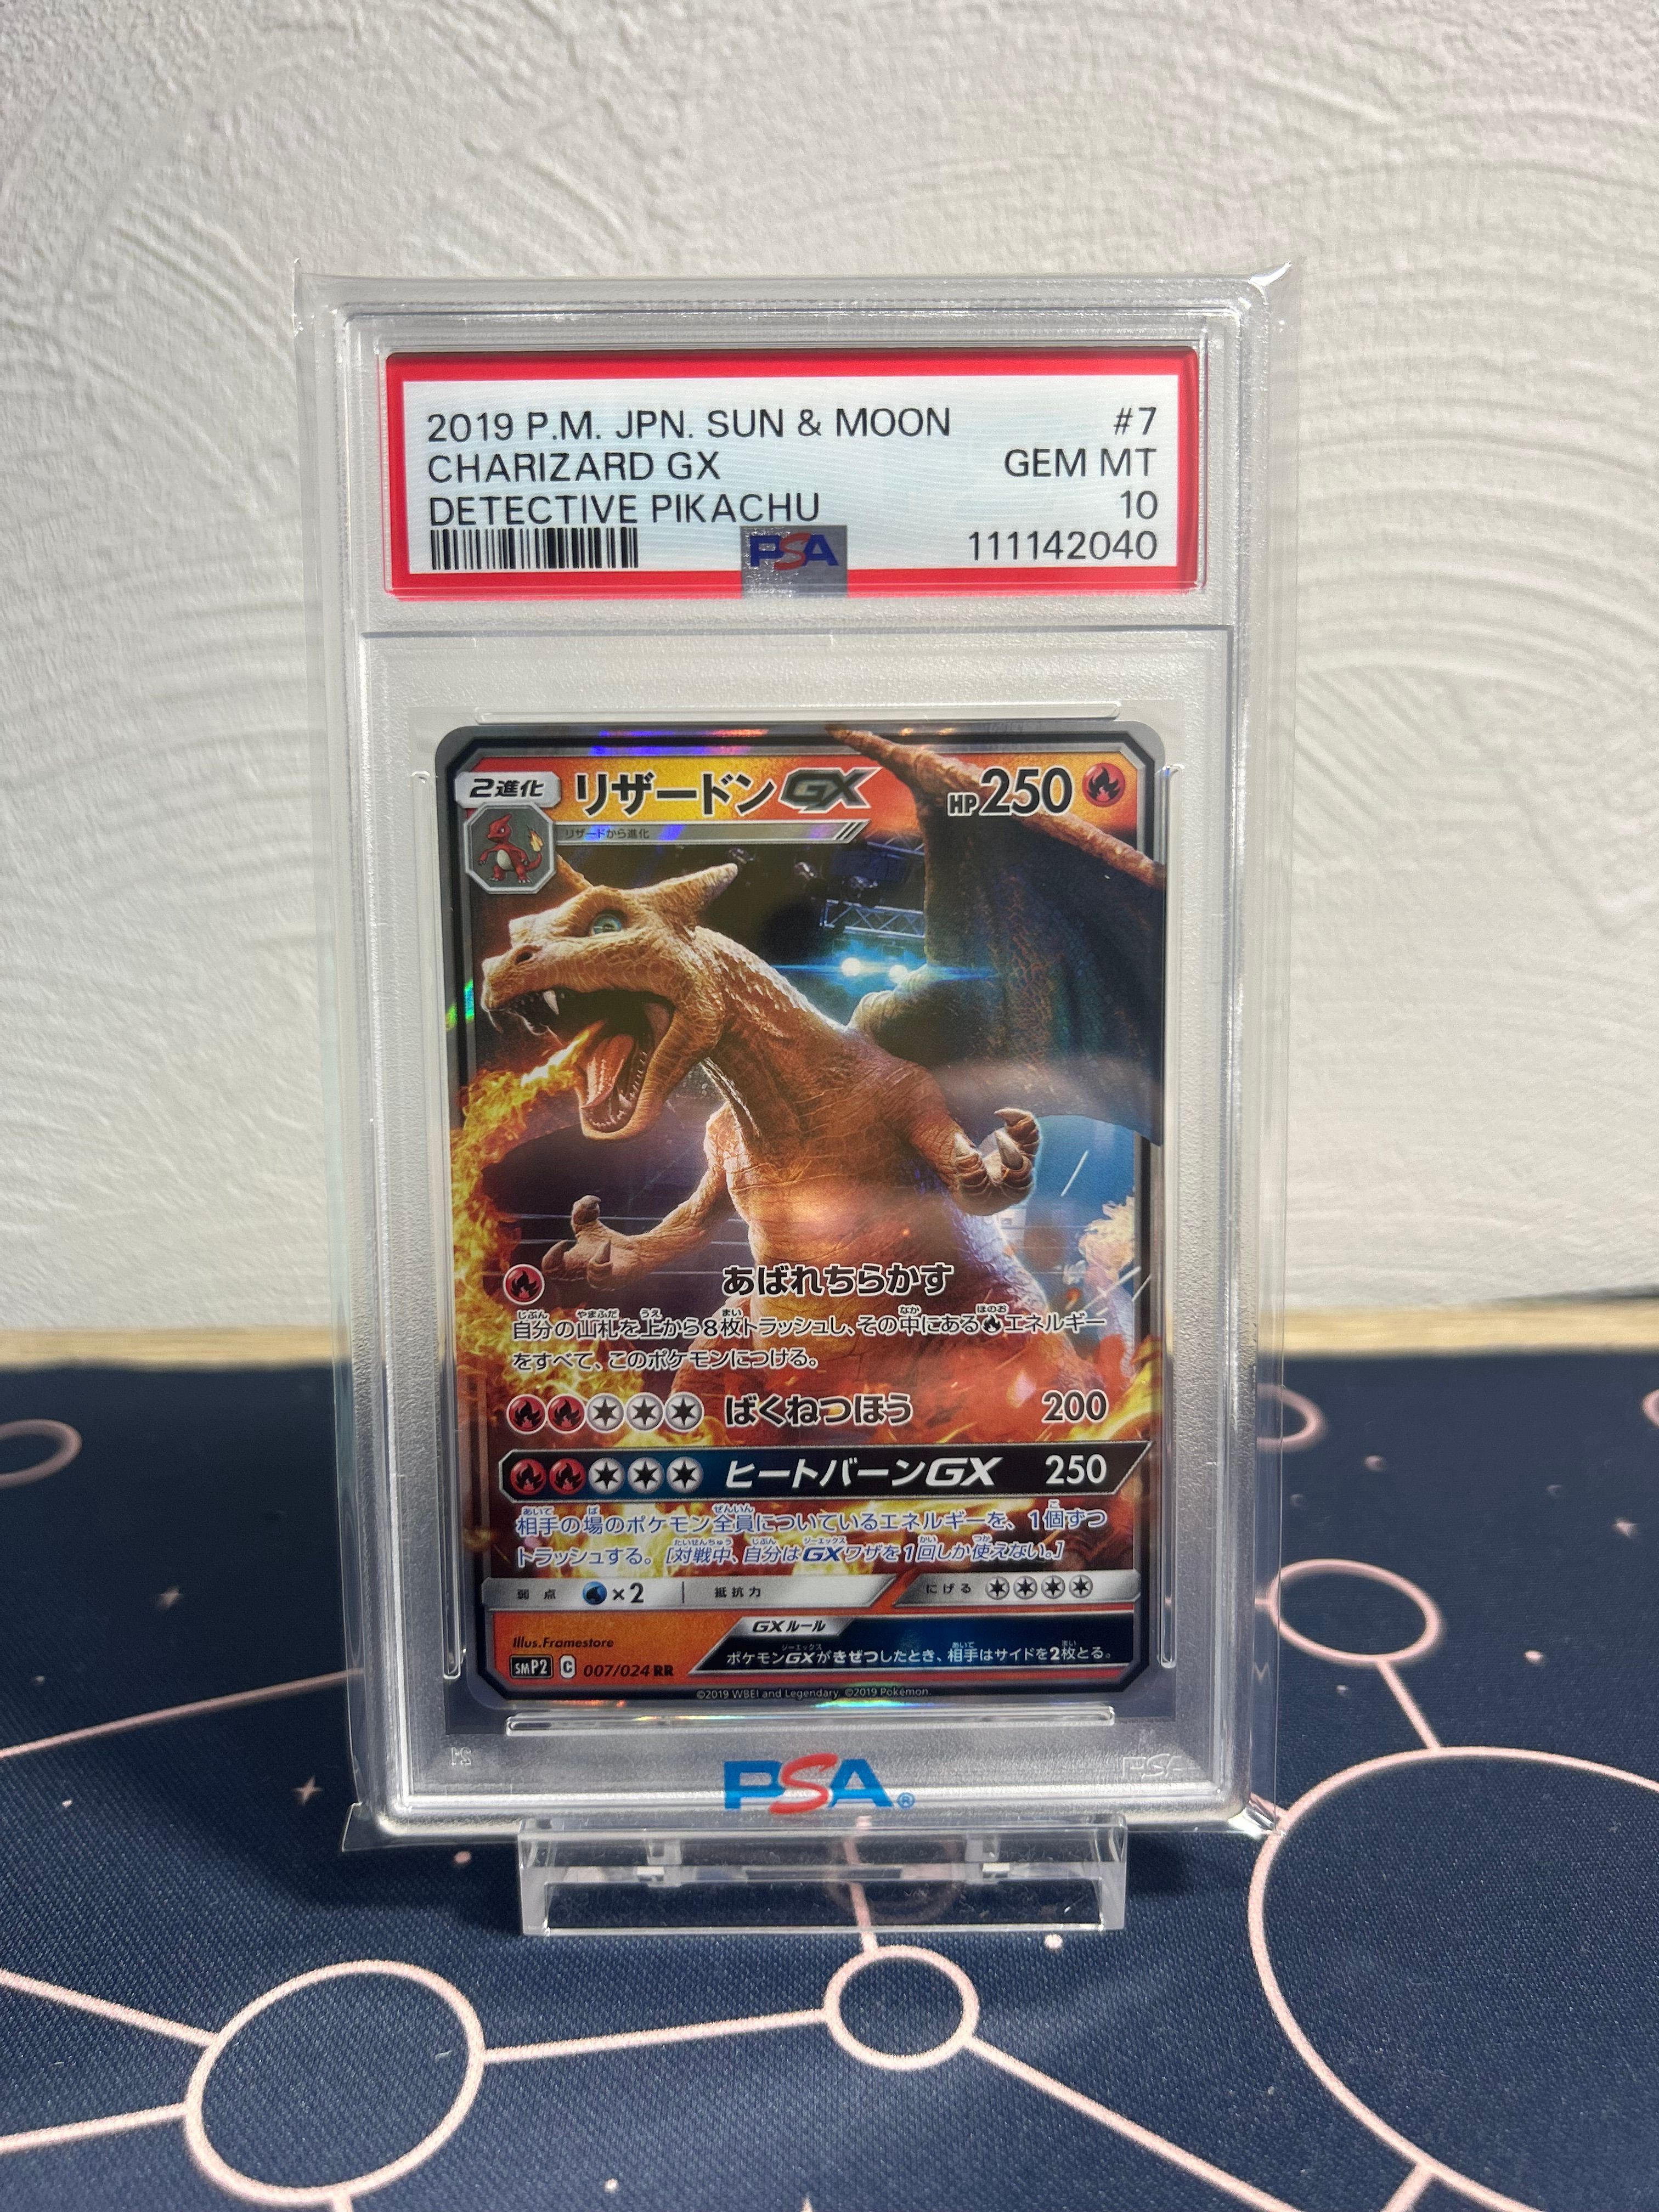 2019 P.M. JPN. SUN & MOON #7
CHARIZARD GX GEM MT
DETECTIVE PIKACHU 10
PSA 111142040
2進化 リザードンGX HP250
リザードから進化
あばれちらかす
自分の山札を上から8枚トラッシュし、その中にあるエネルギー
をすべて、このポケモンにつける。
ばくねつほう 200
ヒートバーンGX 250
相手の場のポケモン全員についているエネルギーを、1個ずつ
トラッシュする。[対戦中、自分はGXワザを1回しか使えない。]
弱点 ×2 抵抗力 にげる
GXルール
Illus.Framestore
ポケモンGXがきぜつしたとき、相手はサイドを2枚とる。
SMP2 C 007/024 RR
©2019 WBEI and Legendary. ©2019 Pokémon.
PSA®